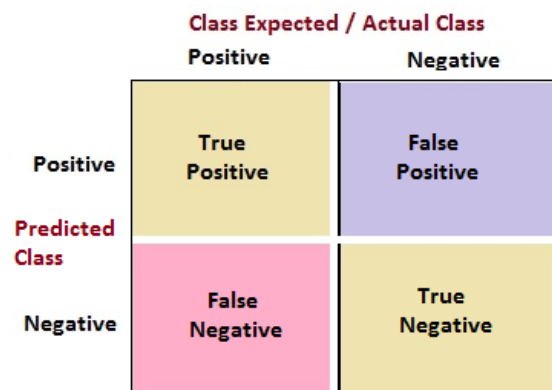 Class Expected / Actual Class
Positive Negative
True False
Positive Positive Positive
Predicted
Class
False True
Negative Negative Negative